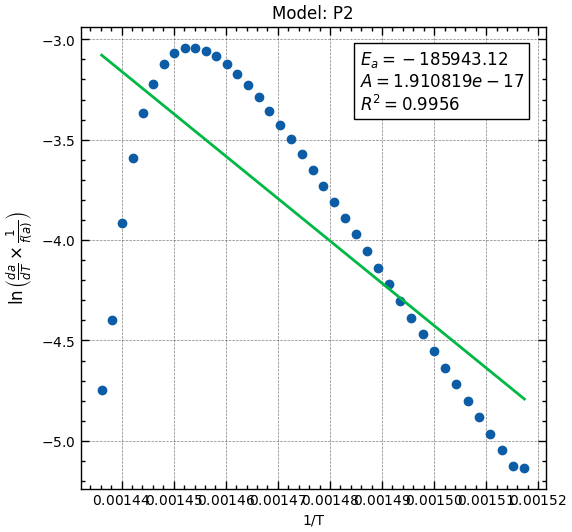 Model: P2
E_a = −185943.12
A = 1.910819e − 17
R² = 0.9956
−3.0
−3.5
−4.0
−4.5
−5.0
ln (da/dT × 1/f(a))
0.00144 0.00145 0.00146 0.00147 0.00148 0.00149 0.00150 0.00151 0.00152
1/T